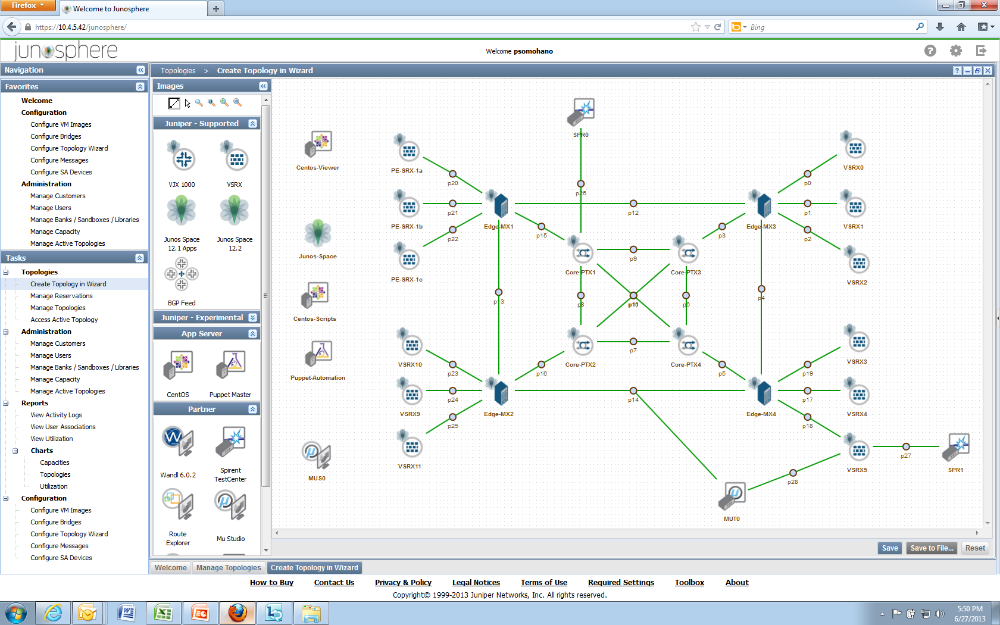 Firefox
Welcome to Junosphere
https://10.4.5.42/junosphere/
Bing
junosphere
Welcome psomohano
Navigation
Favorites
Welcome
Configuration
Configure VM Images
Configure Bridges
Configure Topology Wizard
Configure Messages
Configure SA Devices
Administration
Manage Customers
Manage Users
Manage Banks / Sandboxes / Libraries
Manage Capacity
Manage Active Topologies
Tasks
Topologies
Create Topology in Wizard
Manage Reservations
Manage Topologies
Access Active Topology
Administration
Manage Customers
Manage Users
Manage Banks / Sandboxes / Libraries
Manage Capacity
Manage Active Topologies
Reports
View Activity Logs
View User Associations
View Utilization
Charts
Capacities
Topologies
Utilization
Configuration
Configure VM Images
Configure Bridges
Configure Topology Wizard
Configure Messages
Configure SA Devices
Topologies > Create Topology in Wizard
Images
Juniper - Supported
VJX 1000
VSRX
Junos Space
12.1 Apps
Junos Space
12.2
BGP Feed
Juniper - Experimental
App Server
CentOS
Puppet Master
Partner
Wandl 6.0.2
Spirent
TestCenter
Route
Explorer
Mu Studio
SPR0
Centos-Viewer
PE-SRX-1a
VSRX0
p20
p26
p0
p21
p12
p1
PE-SRX-1b
Edge-MX1
Edge-MX3
VSRX1
p22
p15
p3
p2
Junos-Space
p9
PE-SRX-1c
Core-PTX1
Core-PTX3
VSRX2
p13
p8
p6
p4
Centos-Scripts
VSRX10
Core-PTX2
p7
Core-PTX4
VSRX3
Puppet-Automation
p23
p16
p5
p19
p24
p14
p17
VSRX9
Edge-MX2
Edge-MX4
VSRX4
p25
p18
p27
VSRX11
VSRX5
SPR1
MUS0
p28
MUT0
Save
Save to File...
Reset
Welcome
Manage Topologies
Create Topology in Wizard
How to Buy
Contact Us
Privacy & Policy
Legal Notices
Terms of Use
Required Settings
Toolbox
About
Copyright© 1999-2013 Juniper Networks, Inc. All rights reserved.
5:50 PM
6/27/2013